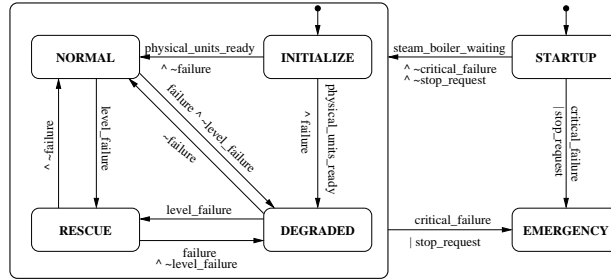 NORMAL
physical_units_ready
^ ~failure
INITIALIZE
steam_boiler_waiting
^ ~critical_failure
^ ~stop_request
STARTUP
^ ~failure
level_failure
failure ^ ~level_failure
~failure
physical_units_ready
^ failure
critical_failure
| stop_request
RESCUE
level_failure
failure
^ ~level_failure
DEGRADED
critical_failure
| stop_request
EMERGENCY